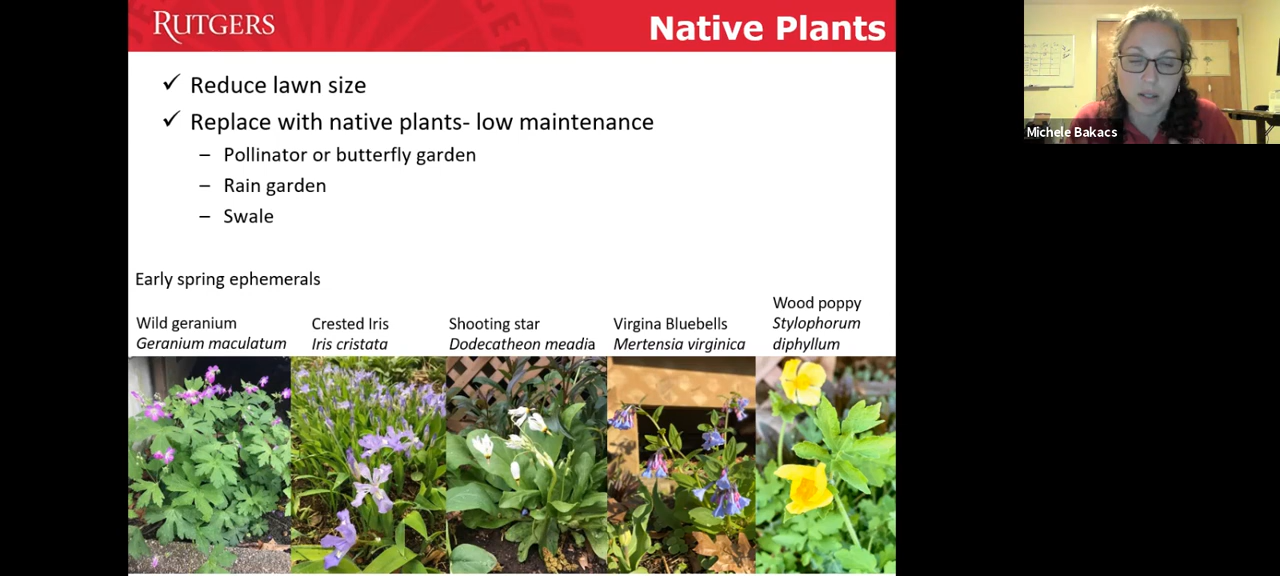 RUTGERS
Native Plants
✓ Reduce lawn size
✓ Replace with native plants- low maintenance
– Pollinator or butterfly garden
– Rain garden
– Swale
Early spring ephemerals
Wild geranium
Geranium maculatum
Crested Iris
Iris cristata
Shooting star
Dodecatheon meadia
Virgina Bluebells
Mertensia virginica
Wood poppy
Stylophorum
diphyllum
Michele Bakacs